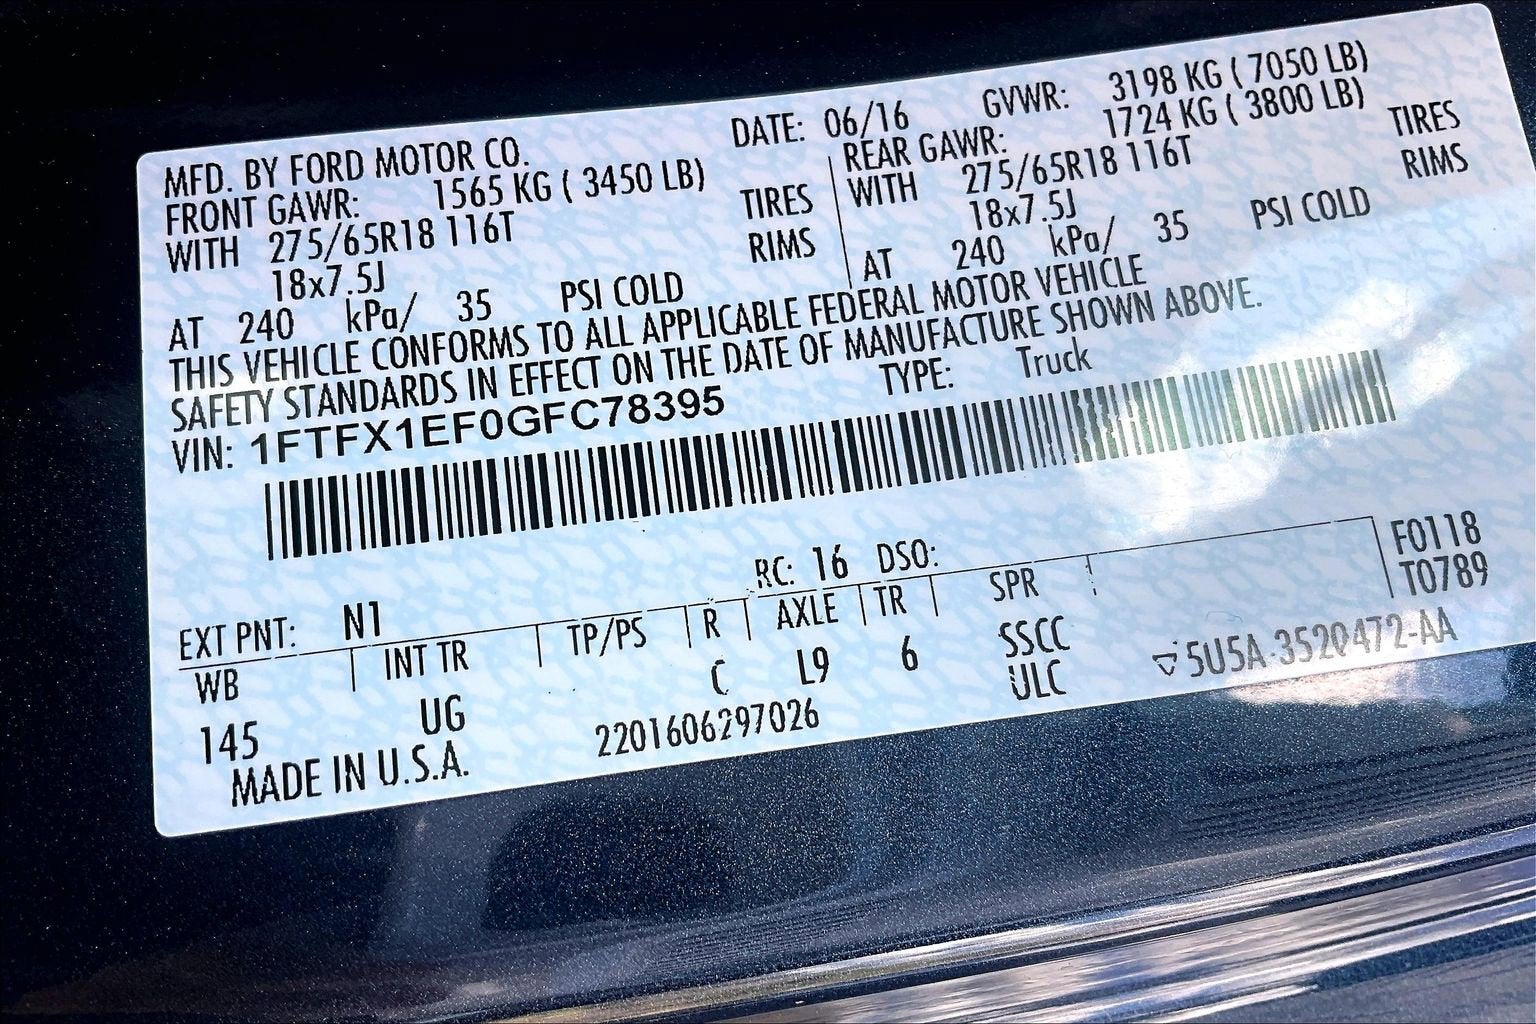 MFD. BY FORD MOTOR CO. DATE: 06/16 GVWR: 3198 KG ( 7050 LB)
FRONT GAWR: 1565 KG ( 3450 LB) REAR GAWR: 1724 KG ( 3800 LB)
WITH 275/65R18 116T TIRES WITH 275/65R18 116T TIRES
18x7.5J RIMS 18x7.5J RIMS
AT 240 kPa/ 35 PSI COLD AT 240 kPa/ 35 PSI COLD
THIS VEHICLE CONFORMS TO ALL APPLICABLE FEDERAL MOTOR VEHICLE
SAFETY STANDARDS IN EFFECT ON THE DATE OF MANUFACTURE SHOWN ABOVE.
VIN: 1FTFX1EF0GFC78395 TYPE: Truck
EXT PNT: N1 RC: 16 DSO: F0118
WB INT TR TP/PS R AXLE TR SPR T0789
145 UG C L9 6 SSCC
ULC
MADE IN U.S.A. 2201606297026 ▽5U5A-3520472-AA